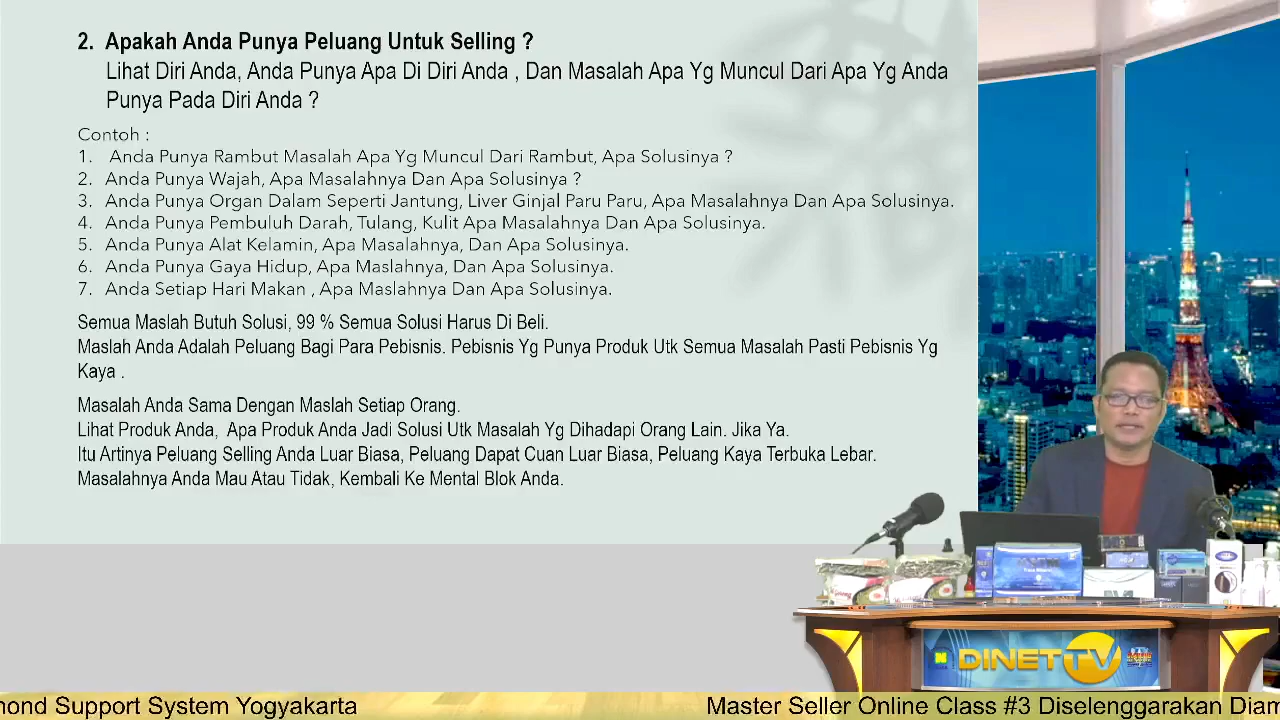 2. Apakah Anda Punya Peluang Untuk Selling ?
Lihat Diri Anda, Anda Punya Apa Di Diri Anda , Dan Masalah Apa Yg Muncul Dari Apa Yg Anda
Punya Pada Diri Anda ?
Contoh :
1. Anda Punya Rambut Masalah Apa Yg Muncul Dari Rambut, Apa Solusinya ?
2. Anda Punya Wajah, Apa Masalahnya Dan Apa Solusinya ?
3. Anda Punya Organ Dalam Seperti Jantung, Liver Ginjal Paru Paru, Apa Masalahnya Dan Apa Solusinya.
4. Anda Punya Pembuluh Darah, Tulang, Kulit Apa Masalahnya Dan Apa Solusinya.
5. Anda Punya Alat Kelamin, Apa Masalahnya, Dan Apa Solusinya.
6. Anda Punya Gaya Hidup, Apa Maslahnya, Dan Apa Solusinya.
7. Anda Setiap Hari Makan , Apa Maslahnya Dan Apa Solusinya.
Semua Maslah Butuh Solusi, 99 % Semua Solusi Harus Di Beli.
Maslah Anda Adalah Peluang Bagi Para Pebisnis. Pebisnis Yg Punya Produk Utk Semua Masalah Pasti Pebisnis Yg
Kaya .
Masalah Anda Sama Dengan Maslah Setiap Orang.
Lihat Produk Anda, Apa Produk Anda Jadi Solusi Utk Masalah Yg Dihadapi Orang Lain. Jika Ya.
Itu Artinya Peluang Selling Anda Luar Biasa, Peluang Dapat Cuan Luar Biasa, Peluang Kaya Terbuka Lebar.
Masalahnya Anda Mau Atau Tidak, Kembali Ke Mental Blok Anda.
DINET TV
mond Support System Yogyakarta Master Seller Online Class #3 Diselenggarakan Diam